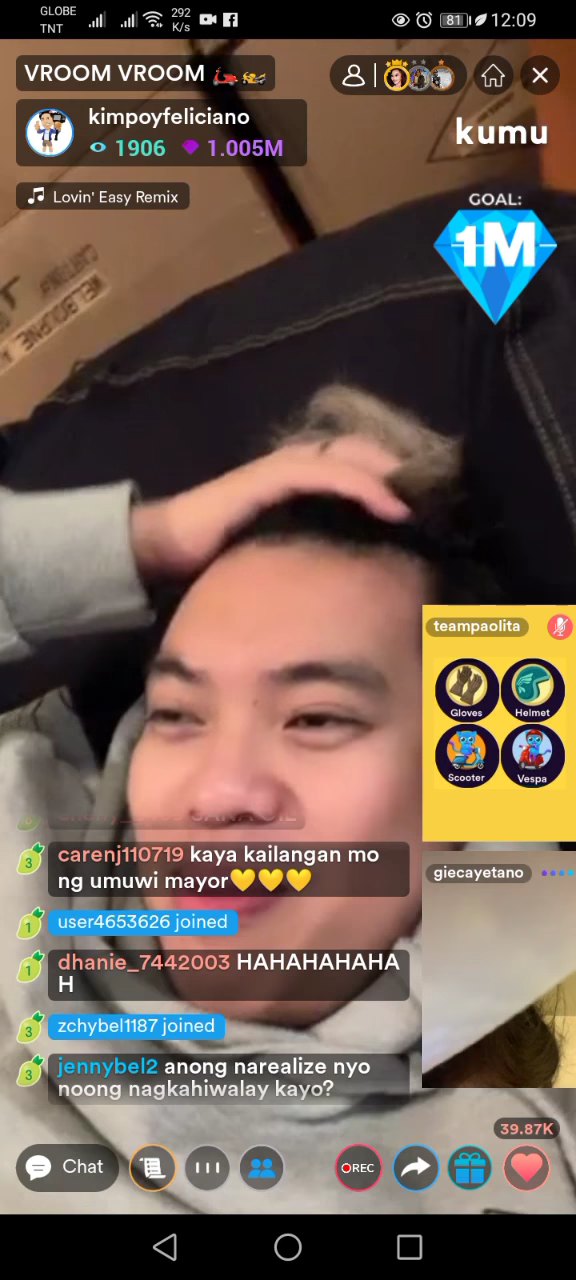 GLOBE
TNT
292
K/s
81
12:09
VROOM VROOM
kimpoyfeliciano
1906
1.005M
kumu
Lovin' Easy Remix
GOAL:
1M
MELBOURNE
teampaolita
Gloves
Helmet
Scooter
Vespa
3
carenj110719 kaya kailangan mo
ng umuwi mayor💛💛💛
giecayetano
1
user4653626 joined
1
dhanie_7442003 HAHAHAHAHA
H
3
zchybel1187 joined
3
jennybel2 anong narealize nyo
noong nagkahiwalay kayo?
39.87K
Chat
REC